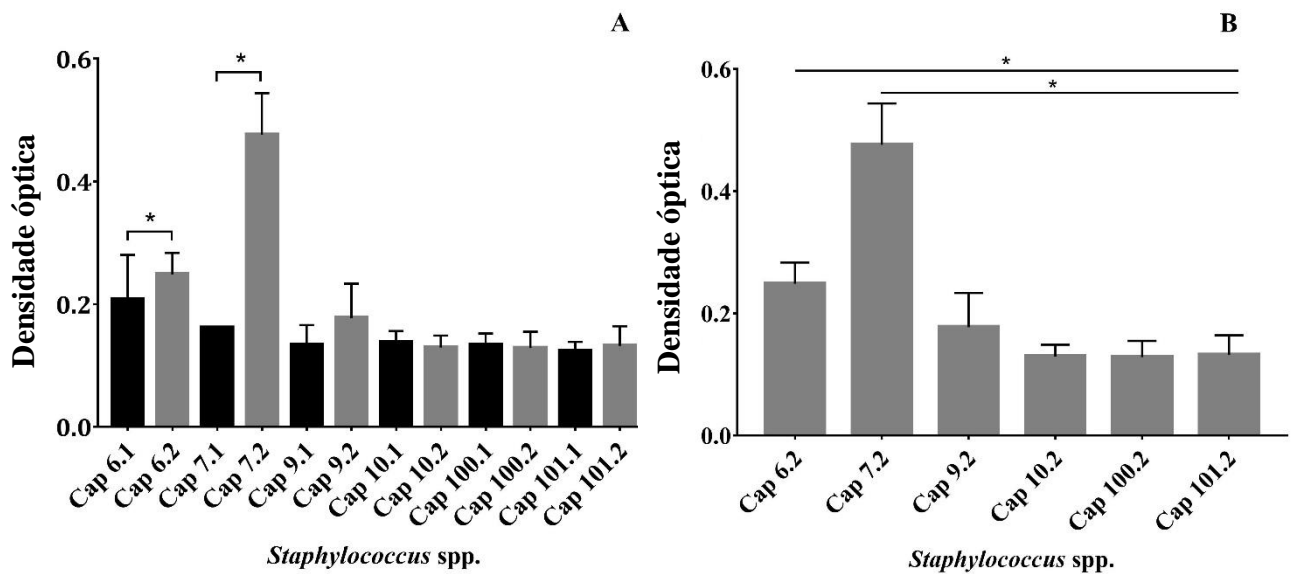 A
Densidade óptica
0.6
0.4
0.2
0.0
*
*
Cap 6.1
Cap 6.2
Cap 7.1
Cap 7.2
Cap 9.1
Cap 9.2
Cap 10.1
Cap 10.2
Cap 100.1
Cap 100.2
Cap 101.1
Cap 101.2
Staphylococcus spp.
B
Densidade óptica
0.6
0.4
0.2
0.0
*
*
Cap 6.2
Cap 7.2
Cap 9.2
Cap 10.2
Cap 100.2
Cap 101.2
Staphylococcus spp.